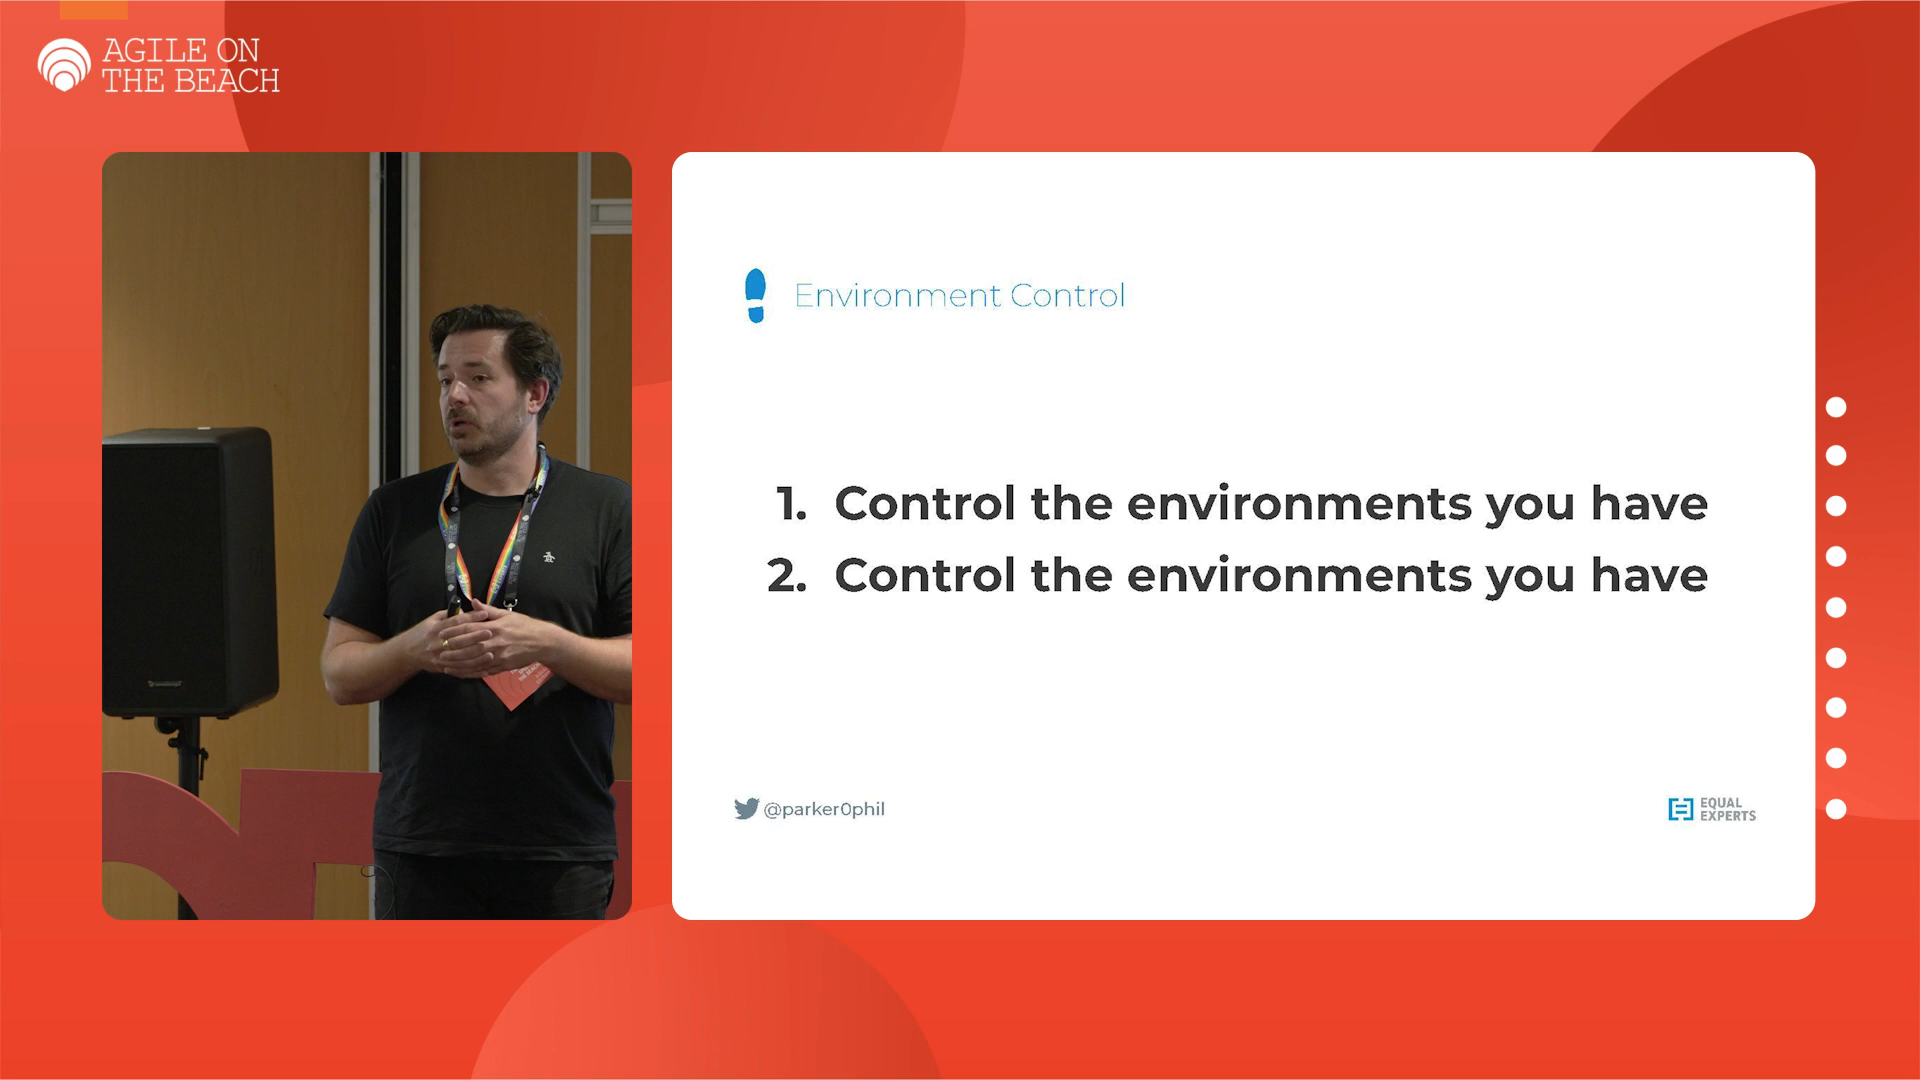 AGILE ON
THE BEACH
Environment Control
1. Control the environments you have
2. Control the environments you have
@parker0phil
EQUAL
EXPERTS